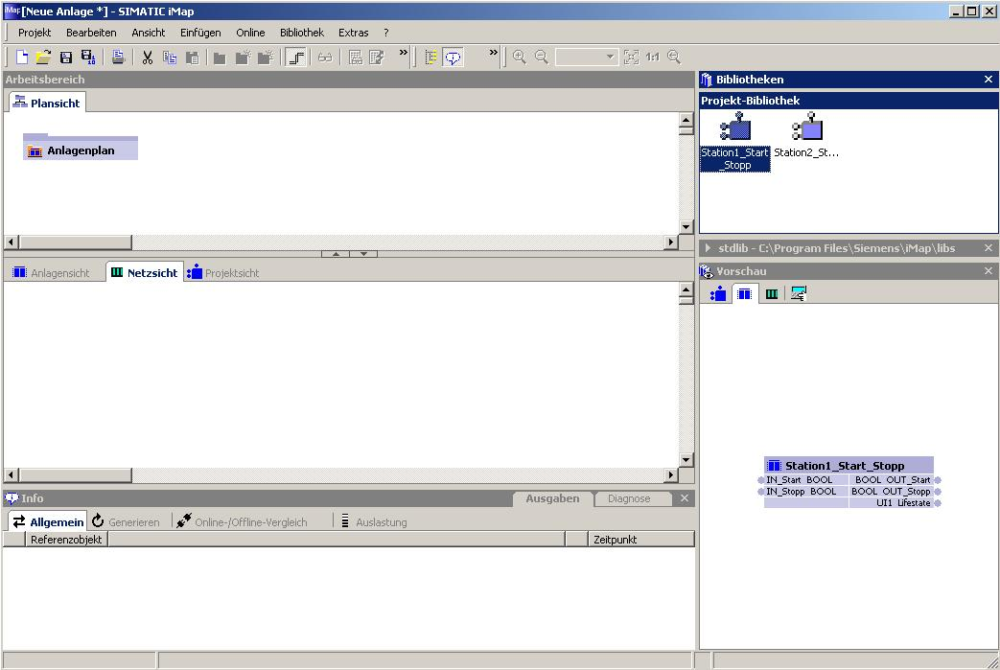 iMap [Neue Anlage *] - SIMATIC iMap
Projekt Bearbeiten Ansicht Einfügen Online Bibliothek Extras ?
1:1
Arbeitsbereich
Plansicht
Anlagenplan
Anlagensicht Netzsicht Projektsicht
Info
Ausgaben Diagnose
Allgemein Generieren Online-/Offline-Vergleich Auslastung
Referenzobjekt Zeitpunkt
Bibliotheken
Projekt-Bibliothek
Station1_Start
_Stopp
Station2_St...
stdlib - C:\Program Files\Siemens\iMap\libs
Vorschau
Station1_Start_Stopp
IN_Start BOOL BOOL OUT_Start
IN_Stopp BOOL BOOL OUT_Stopp
UI1 Lifestate